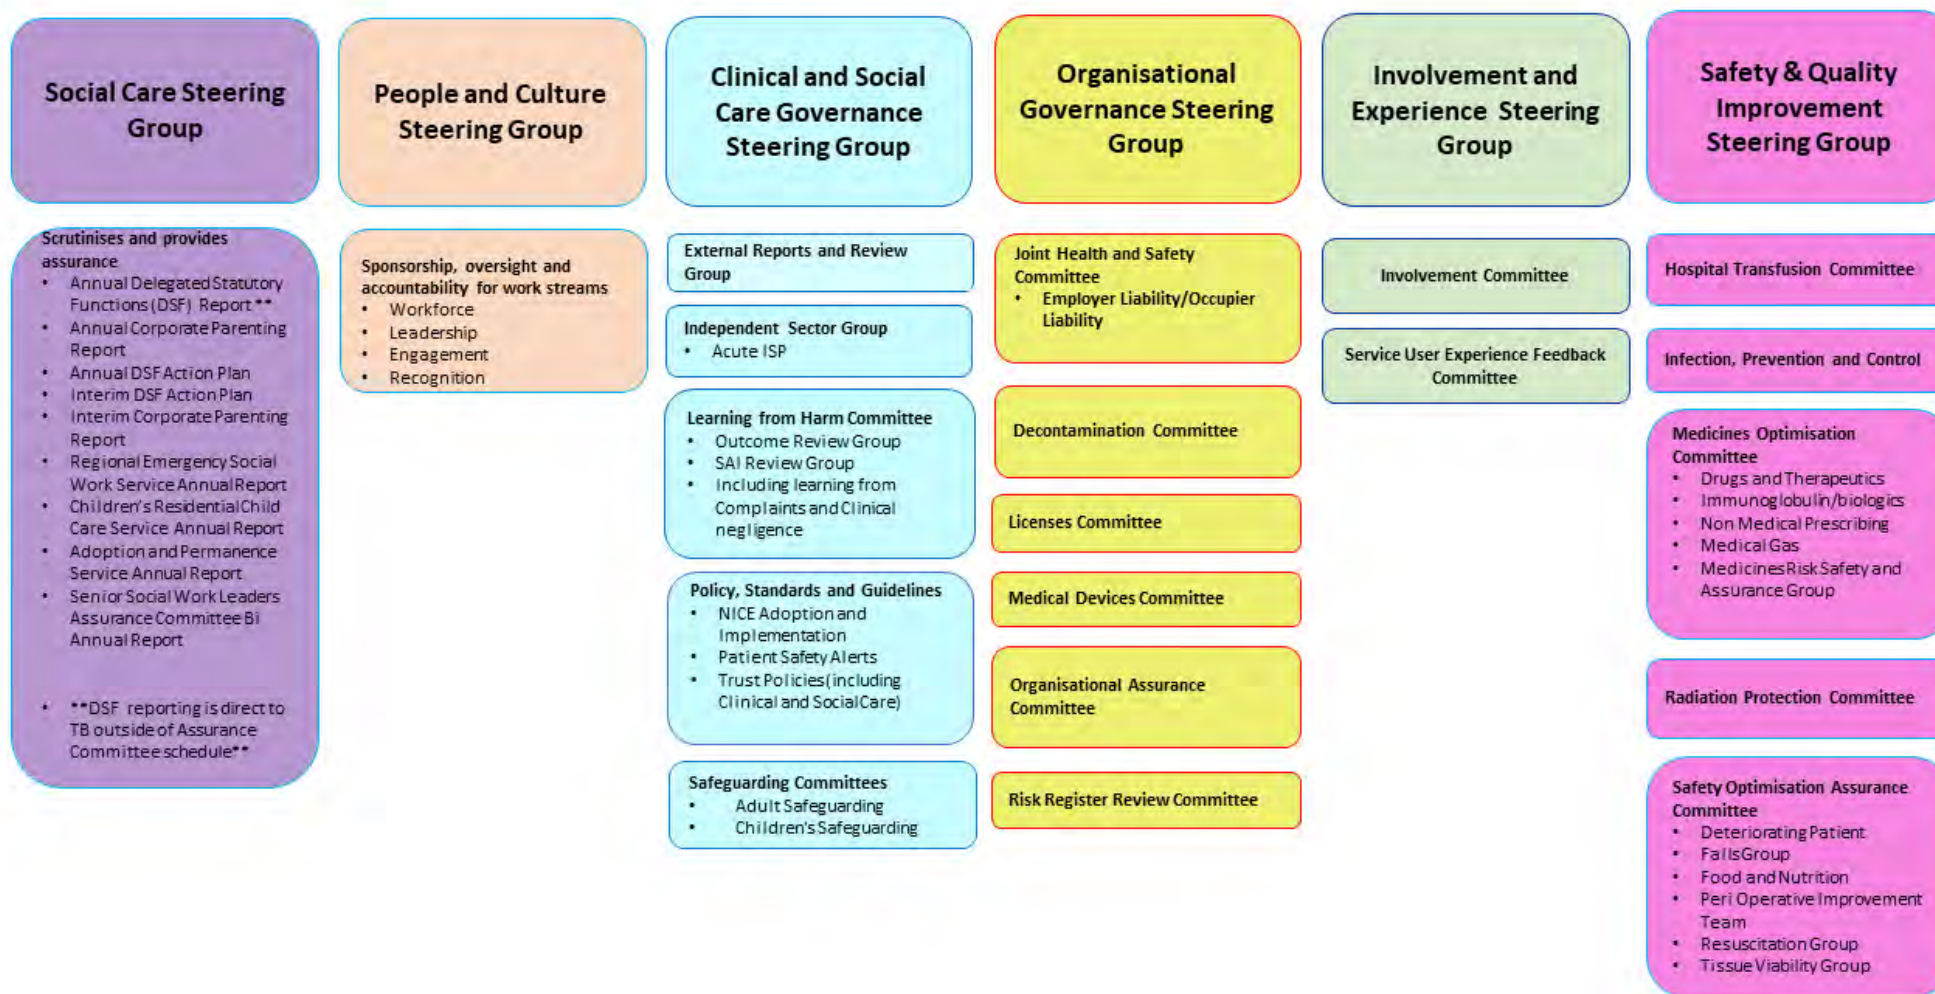 Social Care Steering
Group
Scrutinises and provides
assurance
• Annual Delegated Statutory
Functions (DSF) Report **
• Annual Corporate Parenting
Report
• Annual DSF Action Plan
• Interim DSF Action Plan
• Interim Corporate Parenting
Report
• Regional Emergency Social
Work Service Annual Report
• Children's Residential Child
Care Service Annual Report
• Adoption and Permanence
Service Annual Report
• Senior Social Work Leaders
Assurance Committee Bi
Annual Report
• **DSF reporting is direct to
TB outside of Assurance
Committee schedule**
People and Culture
Steering Group
Sponsorship, oversight and
accountability for work streams
• Workforce
• Leadership
• Engagement
• Recognition
Clinical and Social
Care Governance
Steering Group
External Reports and Review
Group
Independent Sector Group
• Acute ISP
Learning from Harm Committee
• Outcome Review Group
• SAI Review Group
• Including learning from
Complaints and Clinical
negligence
Policy, Standards and Guidelines
• NICE Adoption and
Implementation
• Patient Safety Alerts
• Trust Policies (including
Clinical and Social Care)
Safeguarding Committees
• Adult Safeguarding
• Children's Safeguarding
Organisational
Governance Steering
Group
Joint Health and Safety
Committee
• Employer Liability/Occupier
Liability
Decontamination Committee
Licenses Committee
Medical Devices Committee
Organisational Assurance
Committee
Risk Register Review Committee
Involvement and
Experience Steering
Group
Involvement Committee
Service User Experience Feedback
Committee
Safety & Quality
Improvement
Steering Group
Hospital Transfusion Committee
Infection, Prevention and Control
Medicines Optimisation
Committee
• Drugs and Therapeutics
• Immunoglobulin/biologics
• Non Medical Prescribing
• Medical Gas
• Medicines Risk Safety and
Assurance Group
Radiation Protection Committee
Safety Optimisation Assurance
Committee
• Deteriorating Patient
• Falls Group
• Food and Nutrition
• Peri Operative Improvement
Team
• Resuscitation Group
• Tissue Viability Group